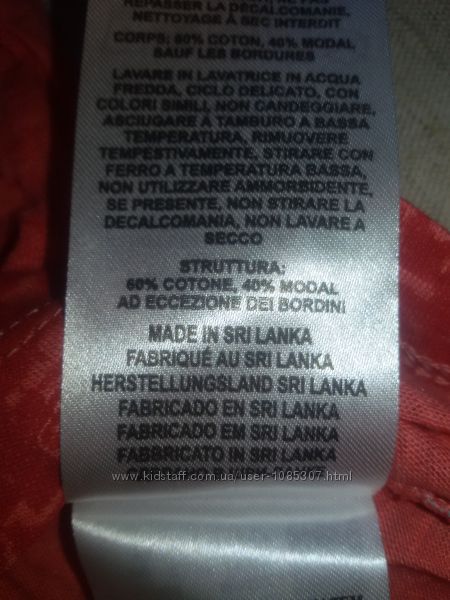 REPASSER LA DÉCALCOMANIE,
NETTOYAGE À SEC INTERDIT
CORPS: 60% COTON, 40% MODAL
SAUF LES BORDURES
LAVARE IN LAVATRICE IN ACQUA
FREDDA, CICLO DELICATO, CON
COLORI SIMILI, NON CANDEGGIARE,
ASCIUGARE A TAMBURO A BASSA
TEMPERATURA, RIMUOVERE
TEMPESTIVAMENTE, STIRARE CON
FERRO A TEMPERATURA BASSA,
NON UTILIZZARE AMMORBIDENTE,
SE PRESENTE, NON STIRARE LA
DECALCOMANIA, NON LAVARE A
SECCO
STRUTTURA:
60% COTONE, 40% MODAL
AD ECCEZIONE DEI BORDINI
MADE IN SRI LANKA
FABRIQUÉ AU SRI LANKA
HERSTELLUNGSLAND SRI LANKA
FABRICADO EN SRI LANKA
FABRICADO EM SRI LANKA
FABBRICATO IN SRI LANKA
www.kidstaff.com.ua/user-1085307.html